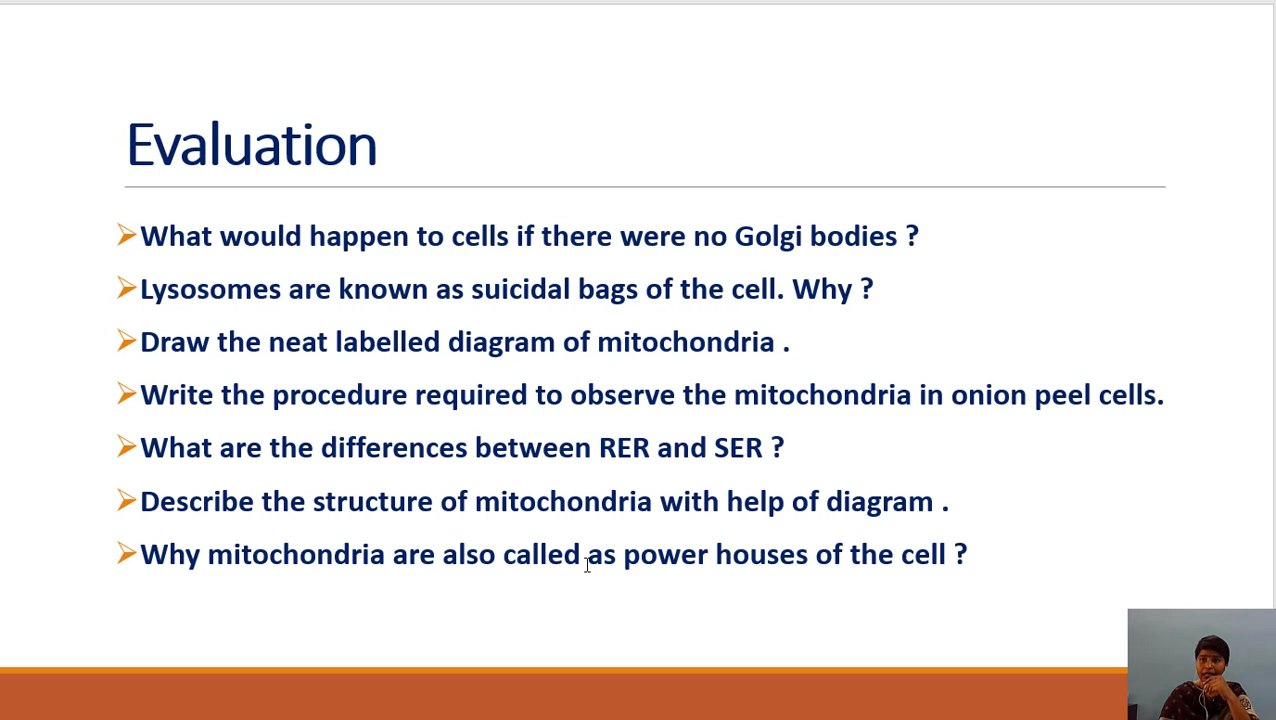 Evaluation
What would happen to cells if there were no Golgi bodies ?
Lysosomes are known as suicidal bags of the cell. Why ?
Draw the neat labelled diagram of mitochondria .
Write the procedure required to observe the mitochondria in onion peel cells.
What are the differences between RER and SER ?
Describe the structure of mitochondria with help of diagram .
Why mitochondria are also called as power houses of the cell ?